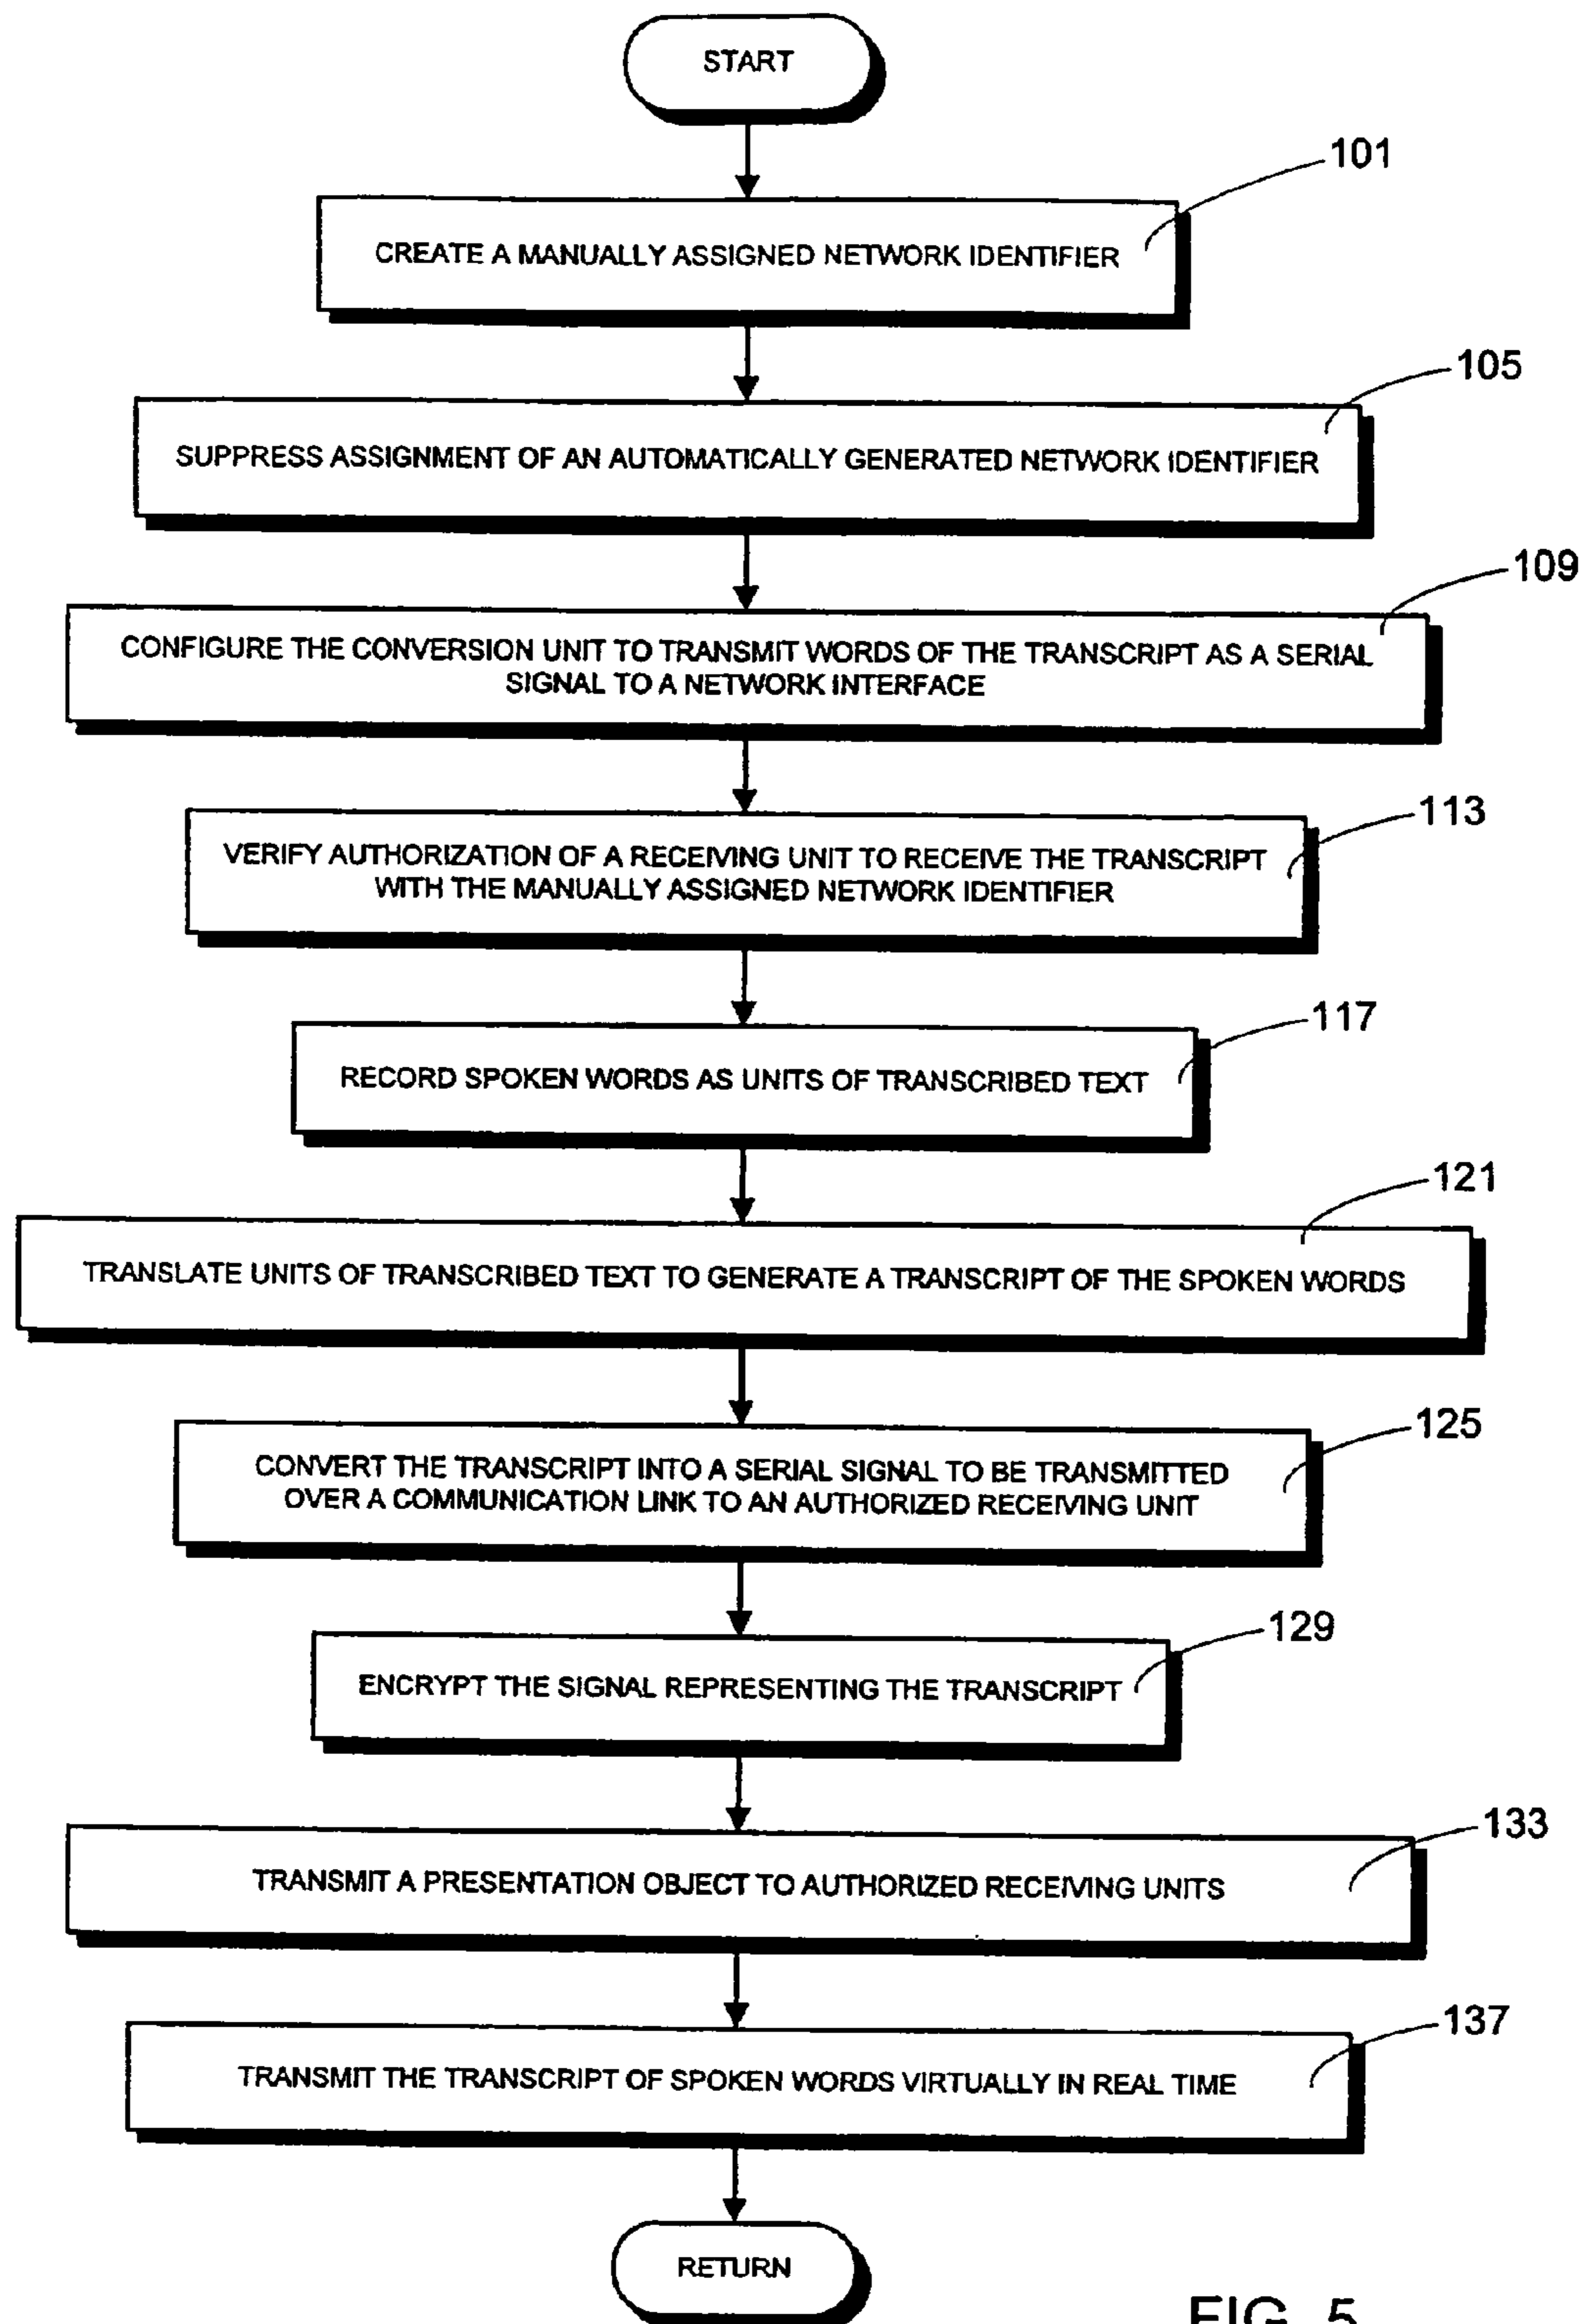 START
101
CREATE A MANUALLY ASSIGNED NETWORK IDENTIFIER
105
SUPPRESS ASSIGNMENT OF AN AUTOMATICALLY GENERATED NETWORK IDENTIFIER
109
CONFIGURE THE CONVERSION UNIT TO TRANSMIT WORDS OF THE TRANSCRIPT AS A SERIAL
SIGNAL TO A NETWORK INTERFACE
113
VERIFY AUTHORIZATION OF A RECEIVING UNIT TO RECEIVE THE TRANSCRIPT
WITH THE MANUALLY ASSIGNED NETWORK IDENTIFIER
117
RECORD SPOKEN WORDS AS UNITS OF TRANSCRIBED TEXT
121
TRANSLATE UNITS OF TRANSCRIBED TEXT TO GENERATE A TRANSCRIPT OF THE SPOKEN WORDS
125
CONVERT THE TRANSCRIPT INTO A SERIAL SIGNAL TO BE TRANSMITTED
OVER A COMMUNICATION LINK TO AN AUTHORIZED RECEIVING UNIT
129
ENCRYPT THE SIGNAL REPRESENTING THE TRANSCRIPT
133
TRANSMIT A PRESENTATION OBJECT TO AUTHORIZED RECEIVING UNITS
137
TRANSMIT THE TRANSCRIPT OF SPOKEN WORDS VIRTUALLY IN REAL TIME
RETURN
FIG. 5